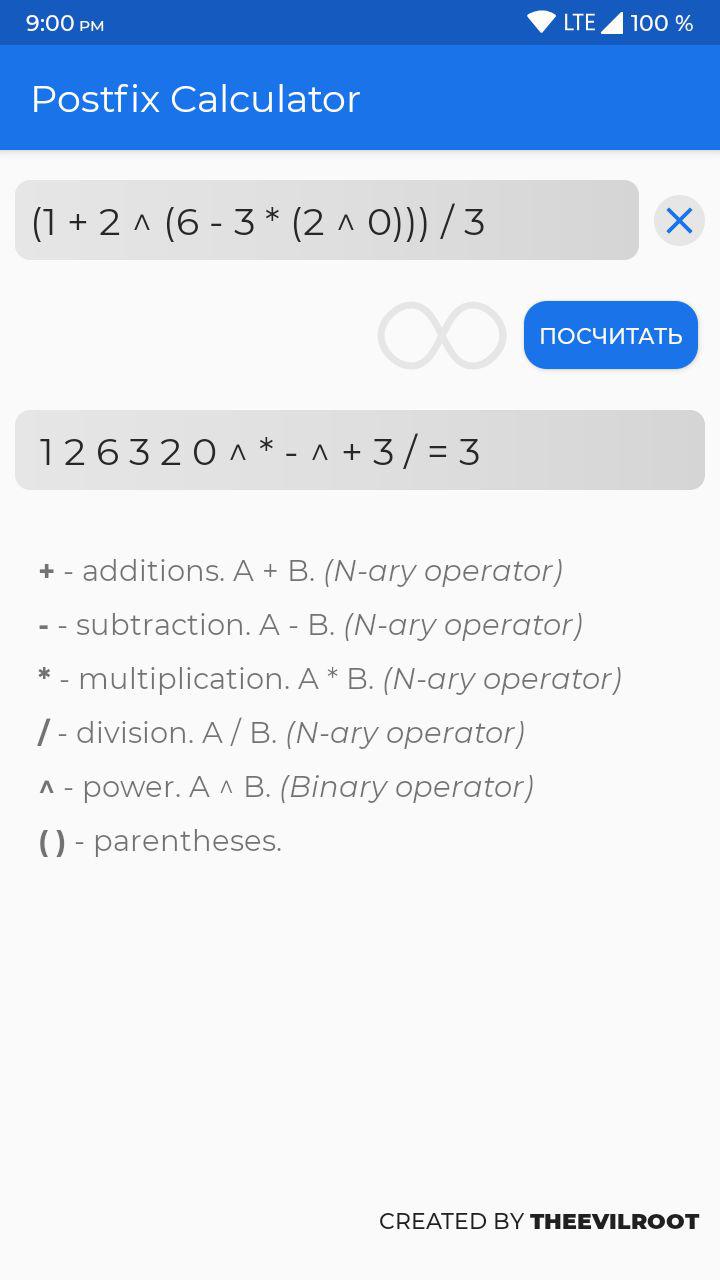 9:00 PM LTE 100 %
Postfix Calculator
(1 + 2 ^ (6 - 3 * (2 ^ 0))) / 3
ПОСЧИТАТЬ
1 2 6 3 2 0 ^ * - ^ + 3 / = 3
+ - additions. A + B. (N-ary operator)
- - subtraction. A - B. (N-ary operator)
* - multiplication. A * B. (N-ary operator)
/ - division. A / B. (N-ary operator)
^ - power. A ^ B. (Binary operator)
( ) - parentheses.
CREATED BY THEEVILROOT